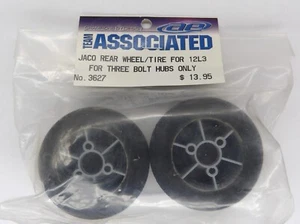 TEAM ASSOCIATED
JACO REAR WHEEL/TIRE FOR 12L3
FOR THREE BOLT HUBS ONLY
No. 3627 $ 13.95